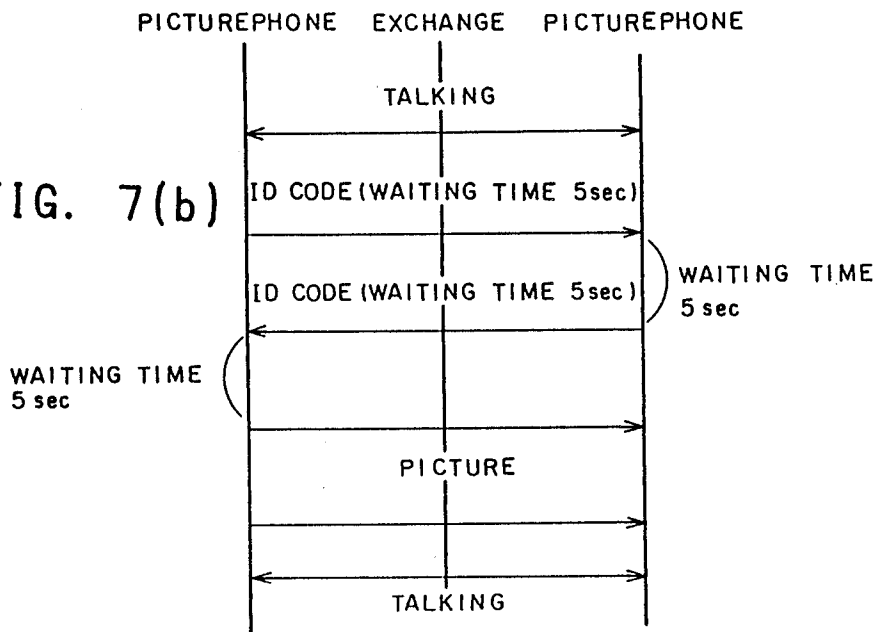 PICTUREPHONE EXCHANGE PICTUREPHONE
TALKING
FIG. 7(b)
ID CODE (WAITING TIME 5sec)
WAITING TIME
5 sec
ID CODE (WAITING TIME 5sec)
WAITING TIME
5 sec
PICTURE
TALKING